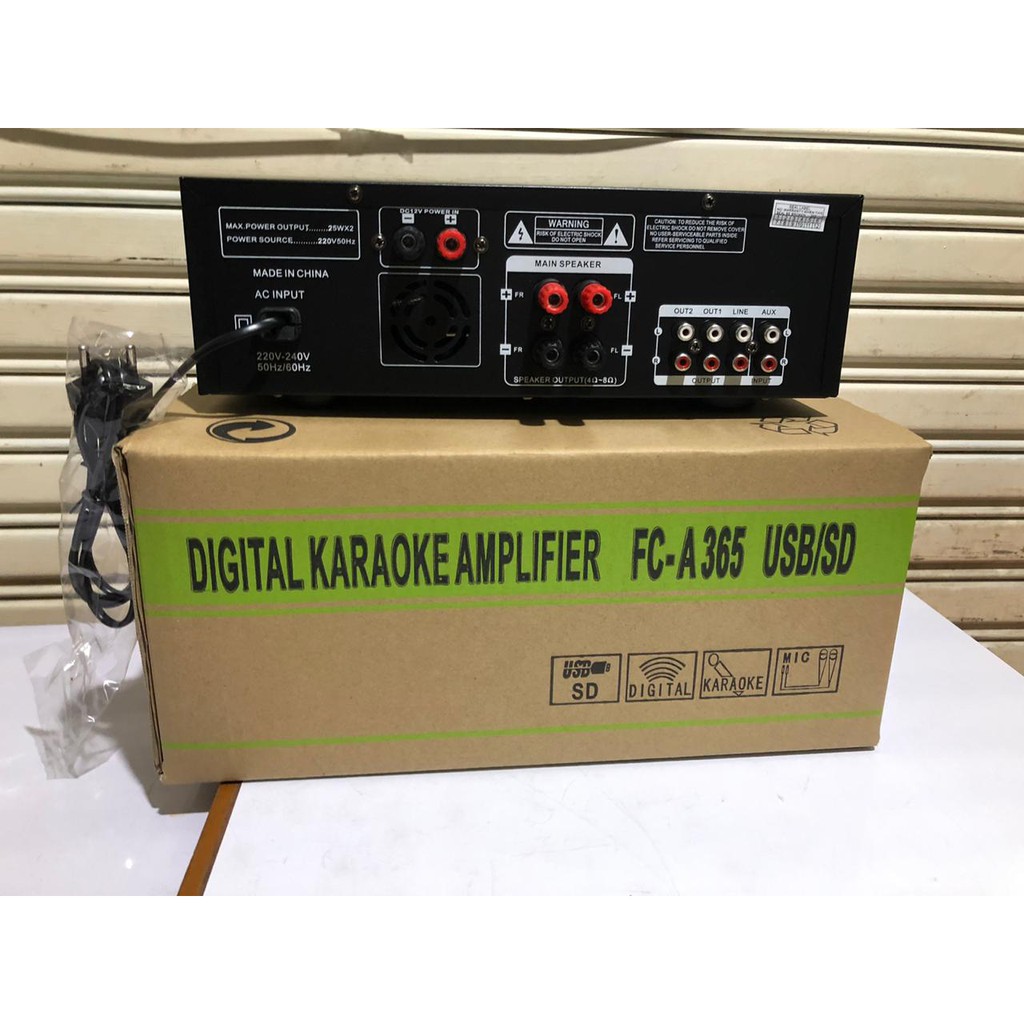 MAX.POWER OUTPUT........25WX2
POWER SOURCE..............220V50Hz
MADE IN CHINA
AC INPUT
220V-240V
50Hz/60Hz
DC12V POWER IN
− +
WARNING
RISK OF ELECTRIC SHOCK
DO NOT OPEN
CAUTION: TO REDUCE THE RISK OF
ELECTRIC SHOCK DO NOT REMOVE COVER
NO USER-SERVICEABLE PARTS INSIDE
REFER SERVICING TO QUALIFIED
SERVICE PERSONNEL
MAIN SPEAKER
+ FR FL +
− FR FL −
SPEAKER OUTPUT(4Ω~8Ω)
OUT2 OUT1 LINE AUX
L L
R R
OUTPUT INPUT
DIGITAL KARAOKE AMPLIFIER FC-A365 USB/SD
USB
SD
DIGITAL
KARAOKE
MIC